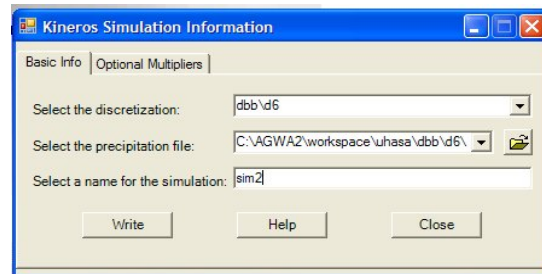 Kineros Simulation Information
Basic Info Optional Multipliers
Select the discretization: dbb\d6
Select the precipitation file: C:\AGWA2\workspace\uhasa\dbb\d6\
Select a name for the simulation: sim2
Write Help Close